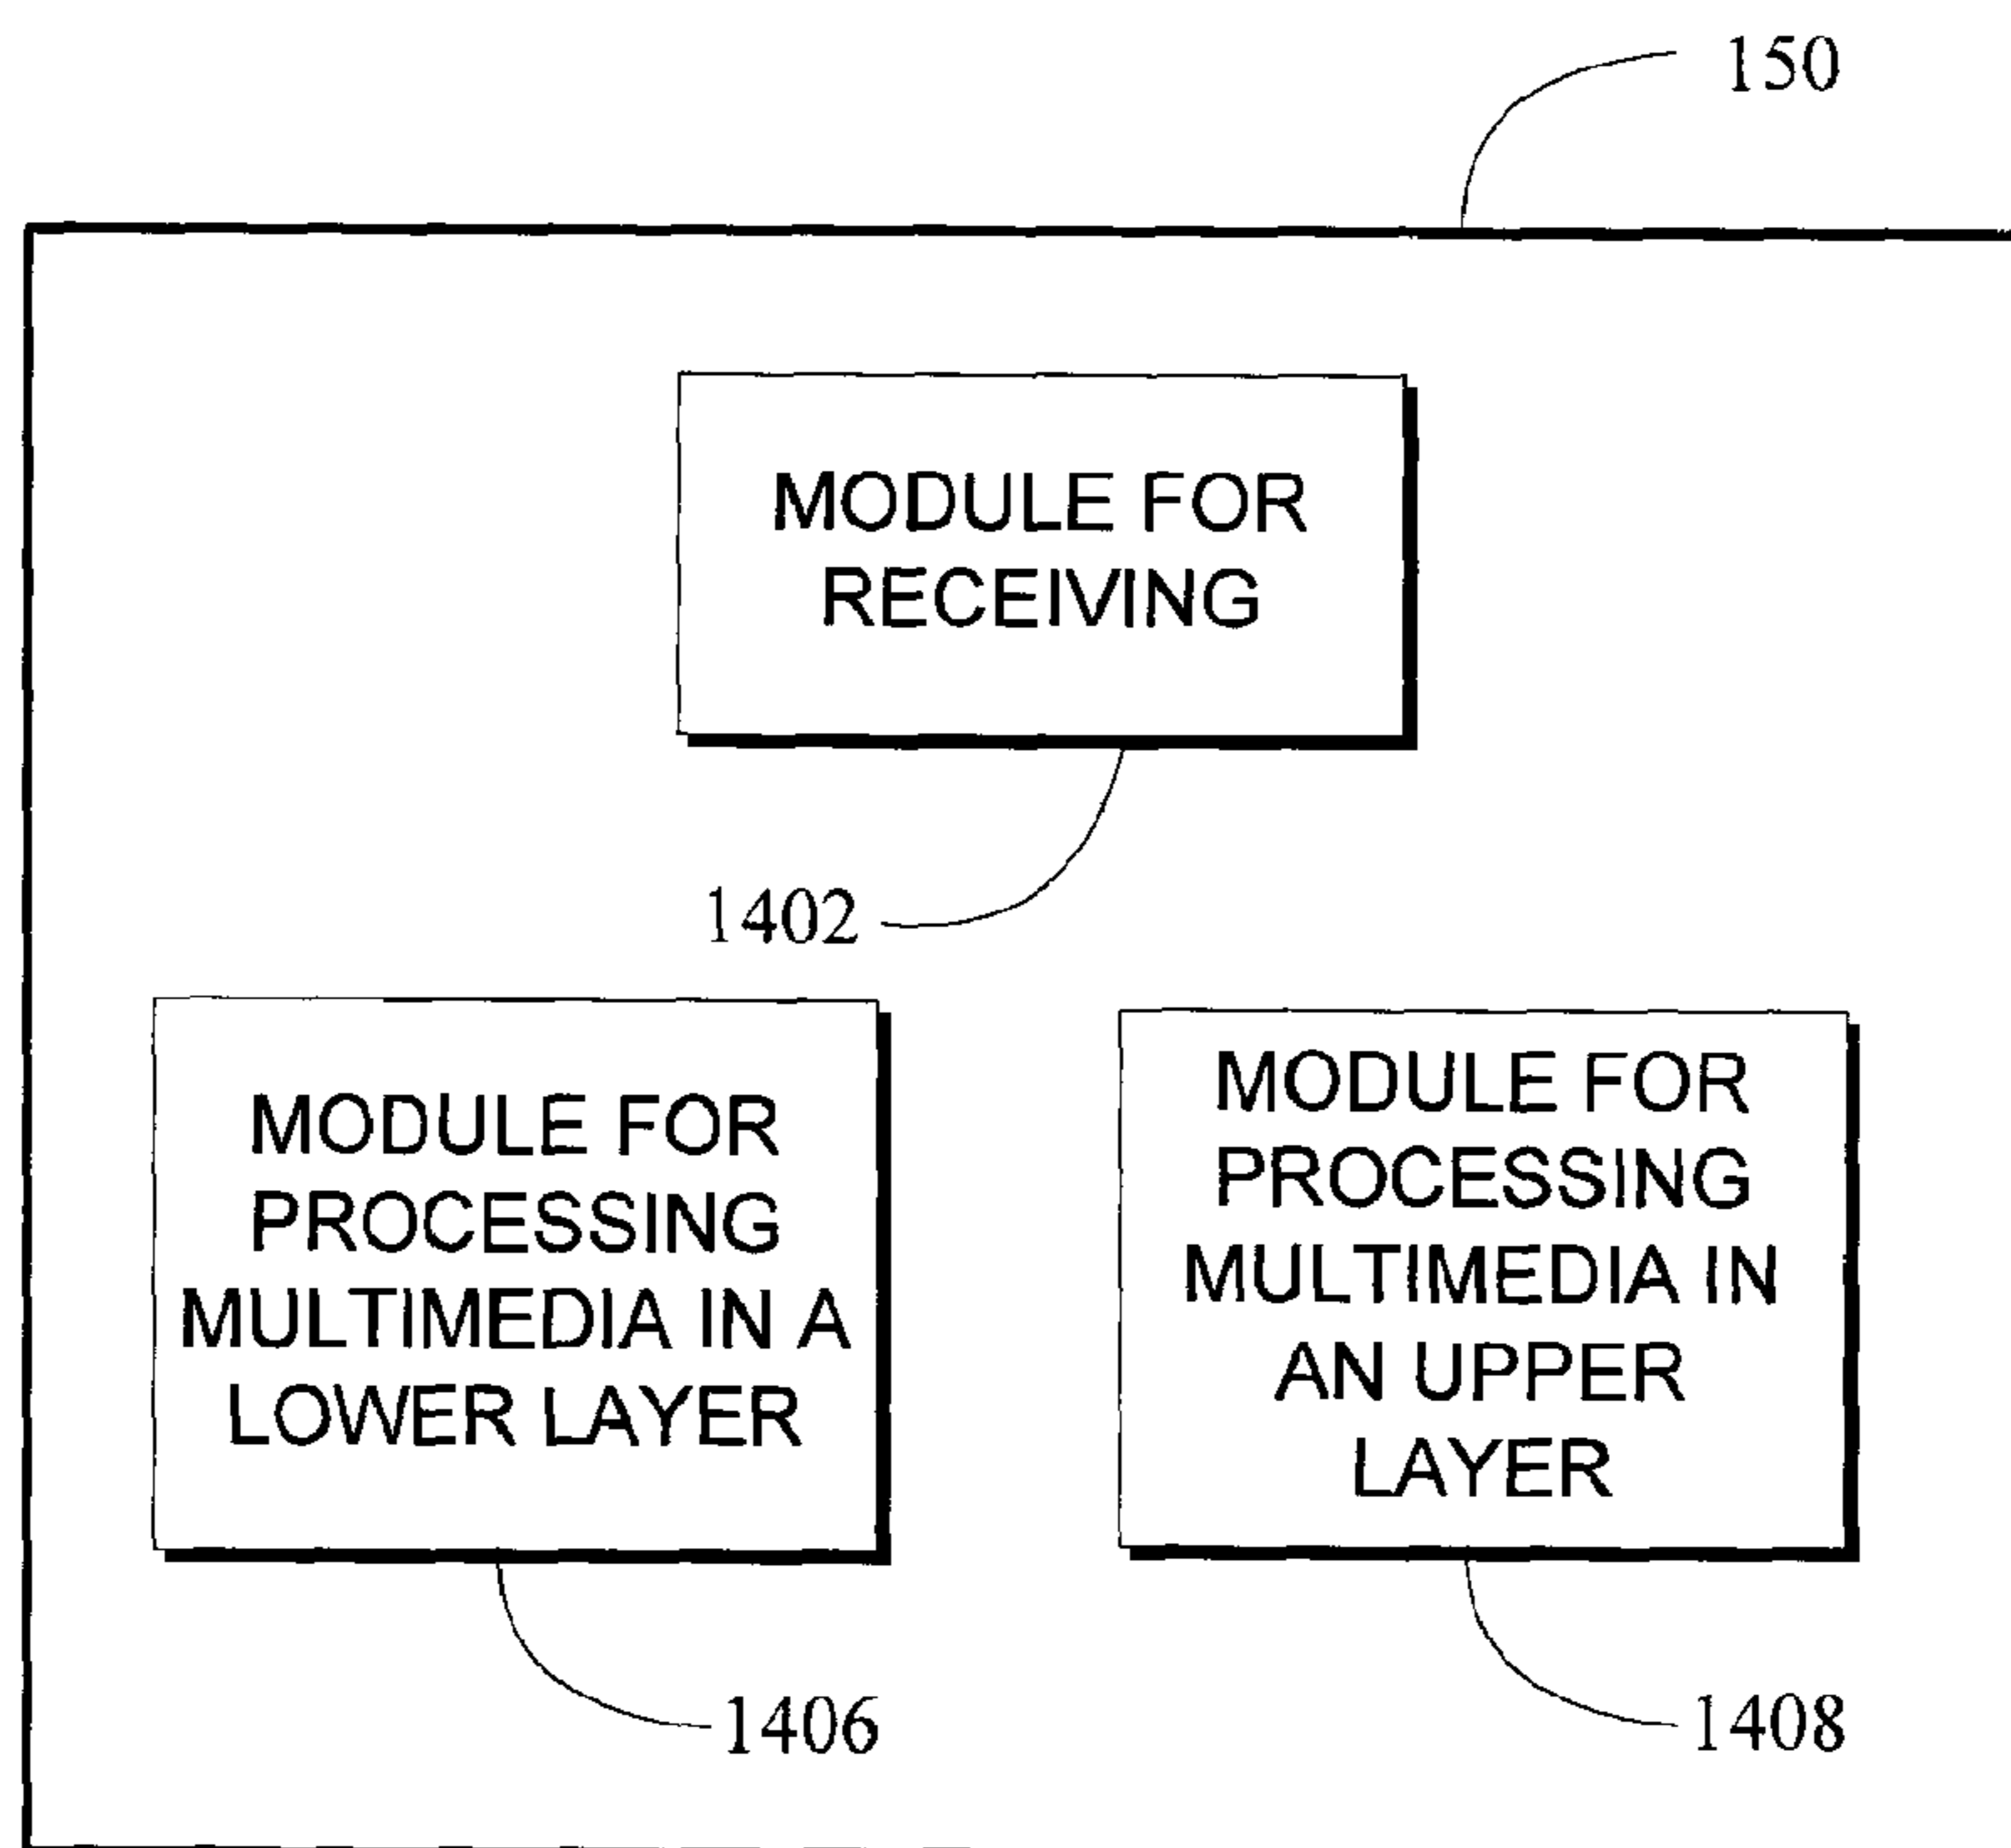 150
MODULE FOR
RECEIVING
1402
MODULE FOR
PROCESSING
MULTIMEDIA IN A
LOWER LAYER
1406
MODULE FOR
PROCESSING
MULTIMEDIA IN
AN UPPER
LAYER
1408